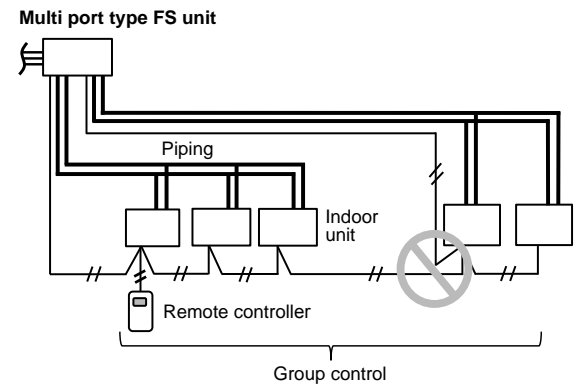 Multi port type FS unit
Piping
Indoor
unit
Remote controller
Group control